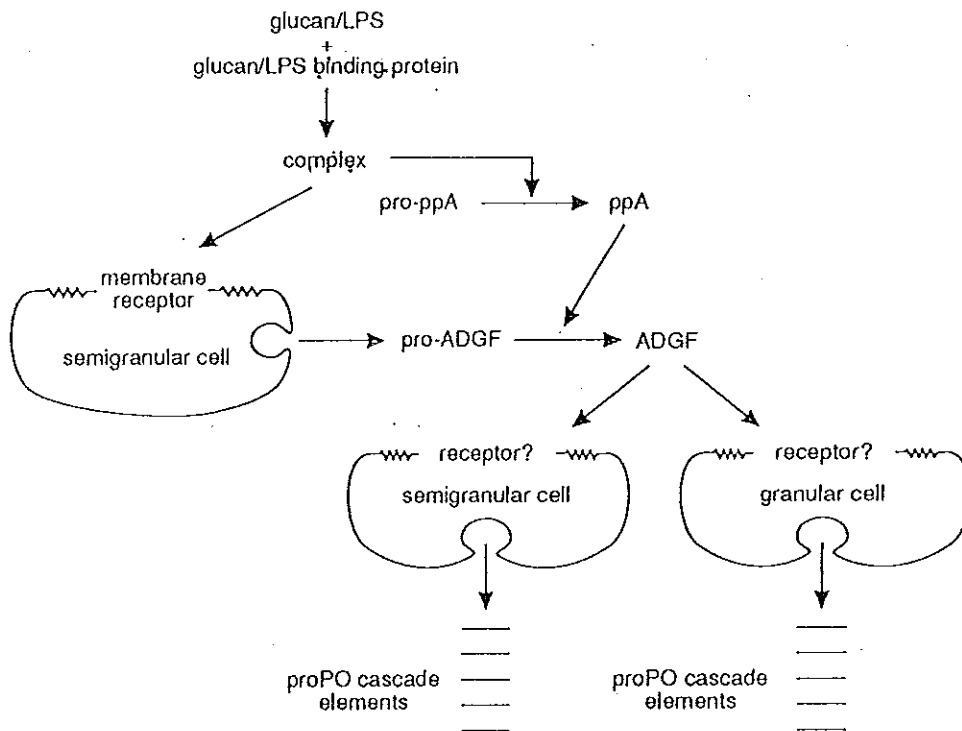 glucan/LPS
+
glucan/LPS binding protein
complex
pro-ppA
ppA
membrane
receptor
semigranular cell
pro-ADGF
ADGF
receptor?
semigranular cell
receptor?
granular cell
proPO cascade
elements
proPO cascade
elements